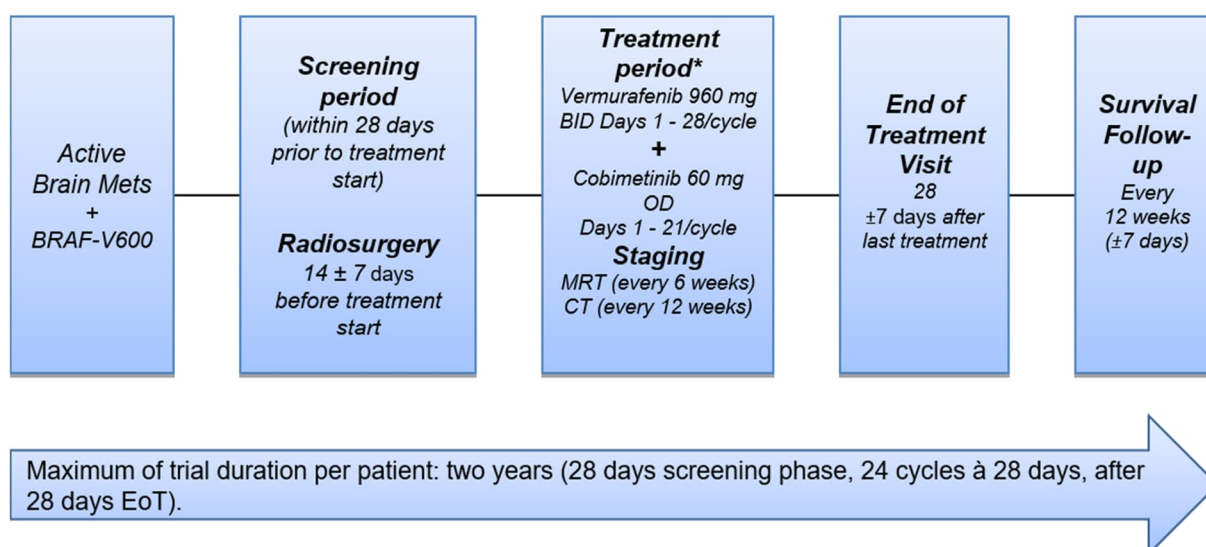 Active
Brain Mets
+
BRAF-V600
Screening
period
(within 28 days
prior to treatment
start)
Radiosurgery
14 ± 7 days
before treatment
start
Treatment
period*
Vermurafenib 960 mg
BID Days 1 - 28/cycle
+
Cobimetinib 60 mg
OD
Days 1 - 21/cycle
Staging
MRT (every 6 weeks)
CT (every 12 weeks)
End of
Treatment
Visit
28
±7 days after
last treatment
Survival
Follow-
up
Every
12 weeks
(±7 days)
Maximum of trial duration per patient: two years (28 days screening phase, 24 cycles à 28 days, after
28 days EoT).